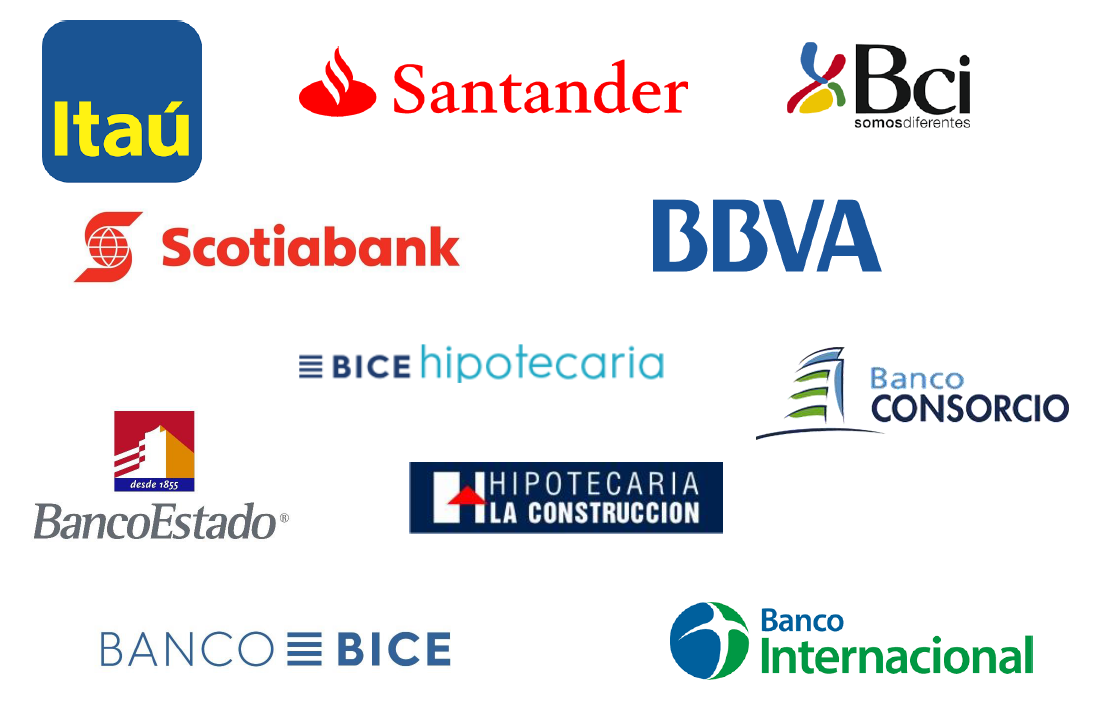 Itaú
Santander
Bci
somosdiferentes
Scotiabank
BBVA
BICE hipotecaria
Banco
CONSORCIO
desde 1855
BancoEstado®
HIPOTECARIA
LA CONSTRUCCION
BANCO BICE
Banco
Internacional